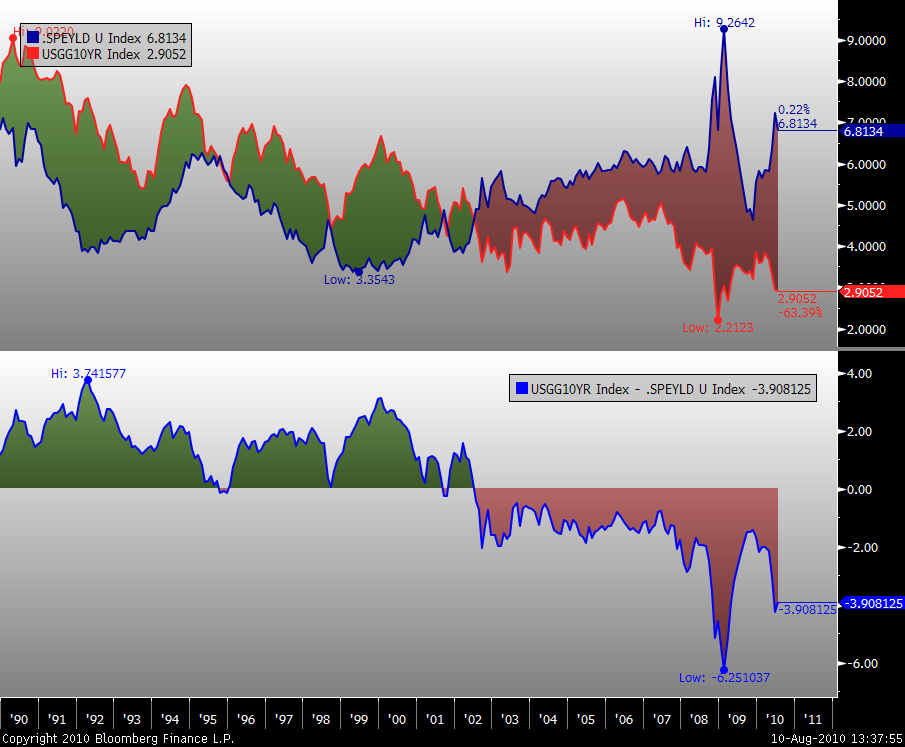 Hi: 9.0220
.SPEYLD U Index 6.8134
USGG10YR Index 2.9052
Hi: 9.2642
9.0000
8.0000
0.22%
7.0000
6.8134
6.8134
6.0000
5.0000
4.0000
Low: 3.3543
2.9052
2.9052
-63.39%
Low: 2.2123
2.0000
Hi: 3.741577
4.00
USGG10YR Index - .SPEYLD U Index -3.908125
2.00
0.00
-2.00
-3.908125
-3.908125
-6.00
Low: -6.251037
'90 '91 '92 '93 '94 '95 '96 '97 '98 '99 '00 '01 '02 '03 '04 '05 '06 '07 '08 '09 '10 '11
Copyright 2010 Bloomberg Finance L.P. 10-Aug-2010 13:37:55